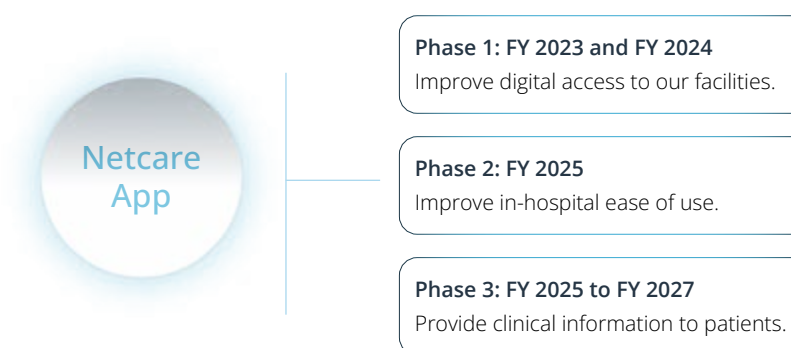 Netcare
App
Phase 1: FY 2023 and FY 2024
Improve digital access to our facilities.
Phase 2: FY 2025
Improve in-hospital ease of use.
Phase 3: FY 2025 to FY 2027
Provide clinical information to patients.